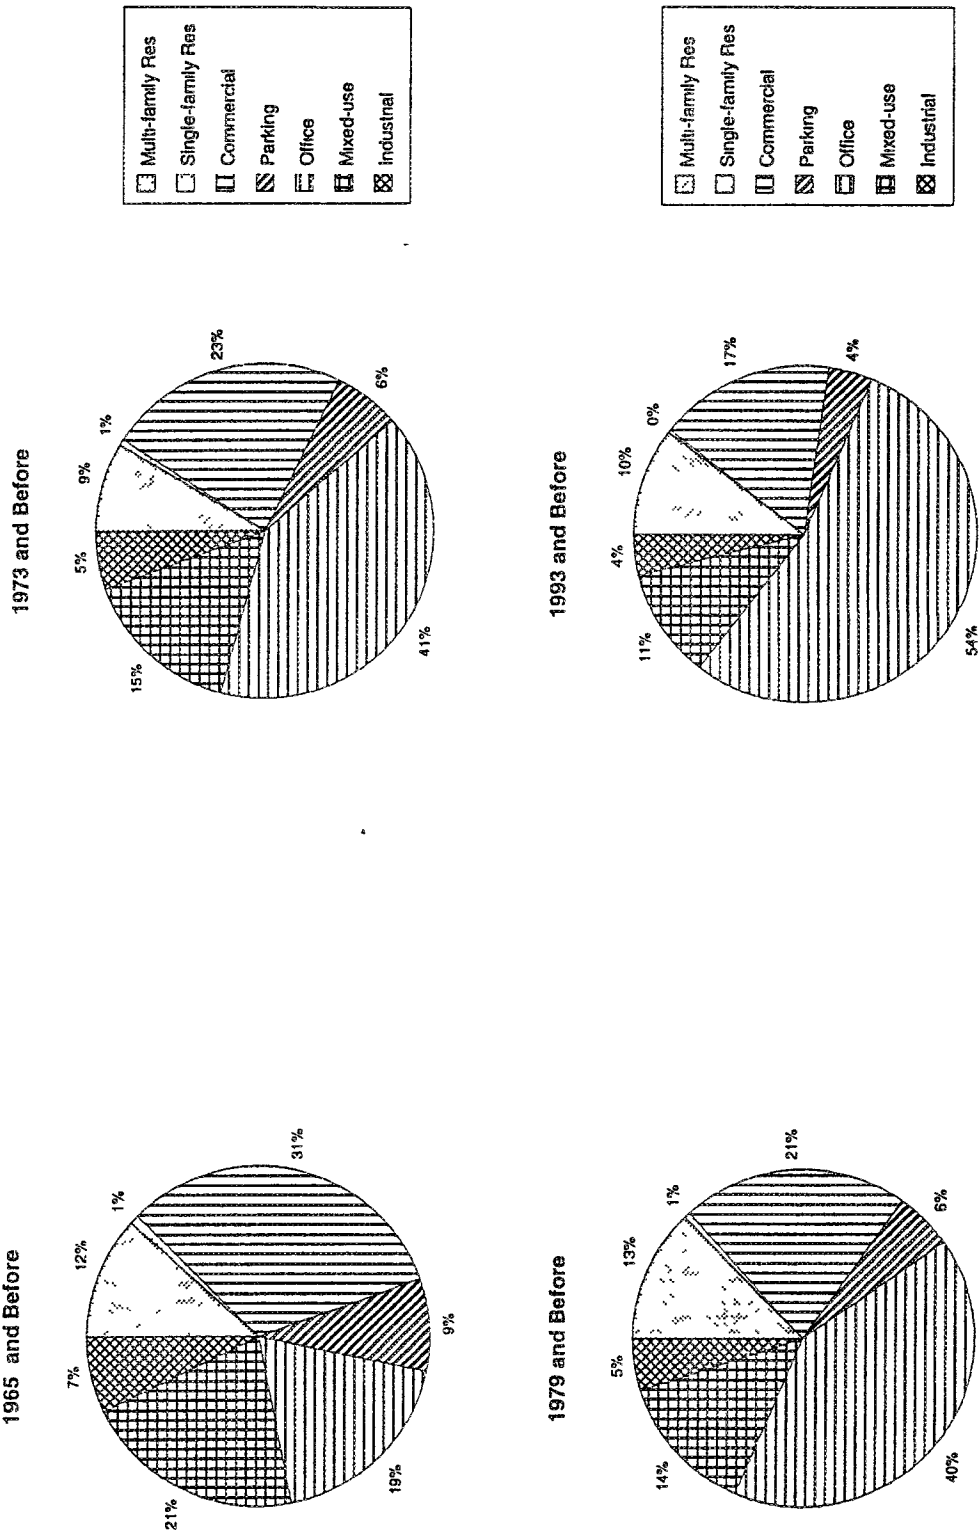 1965 and Before
12%
1%
31%
9%
19%
21%
7%
1973 and Before
9%
1%
23%
6%
41%
15%
5%
Multi-family Res
Single-family Res
Commercial
Parking
Office
Mixed-use
Industrial
1979 and Before
13%
1%
21%
6%
40%
14%
5%
1993 and Before
10%
0%
17%
4%
54%
11%
4%
Multi-family Res
Single-family Res
Commercial
Parking
Office
Mixed-use
Industrial